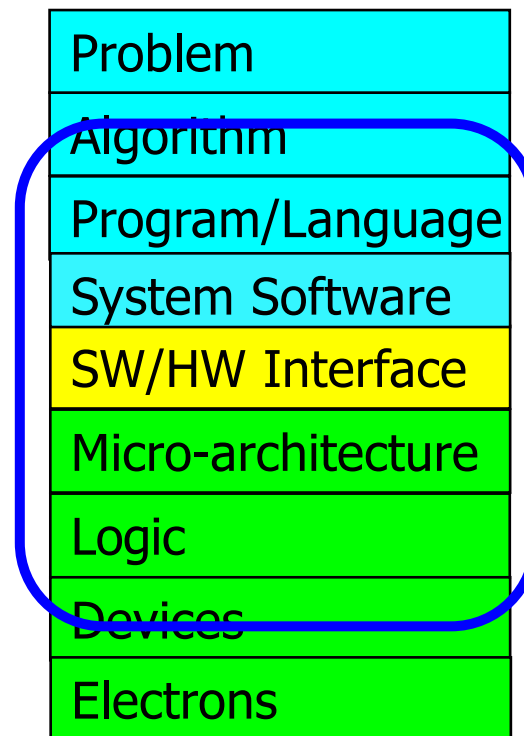 Problem
Algorithm
Program/Language
System Software
SW/HW Interface
Micro-architecture
Logic
Devices
Electrons